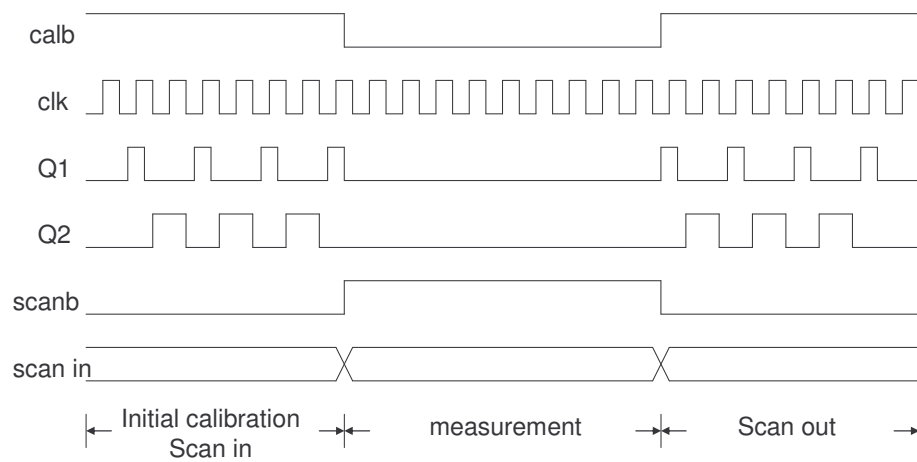 calb
clk
Q1
Q2
scanb
scan in
Initial calibration
Scan in
measurement
Scan out